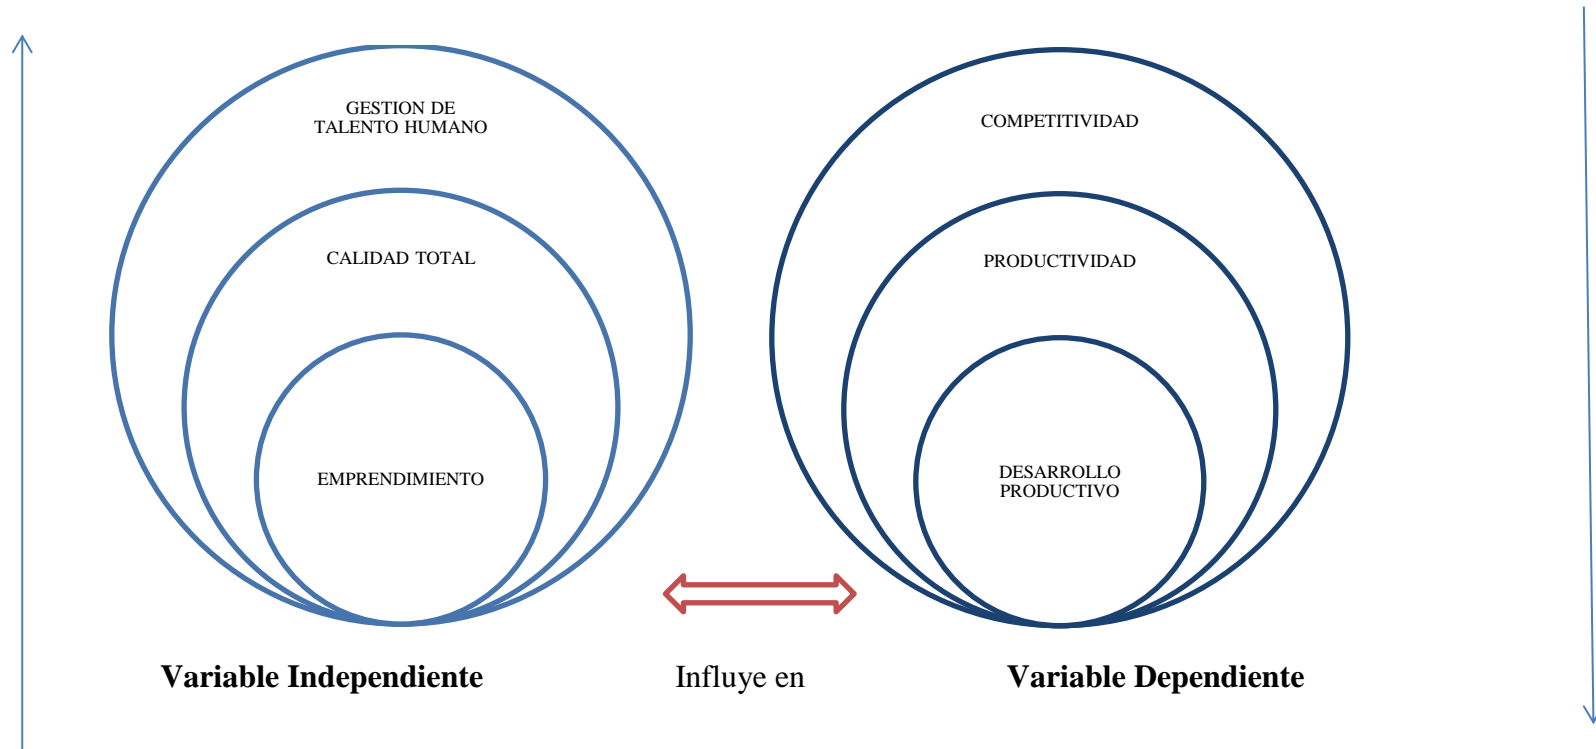 GESTION DE
TALENTO HUMANO
CALIDAD TOTAL
EMPRENDIMIENTO
COMPETITIVIDAD
PRODUCTIVIDAD
DESARROLLO
PRODUCTIVO
Variable Independiente
Influye en
Variable Dependiente